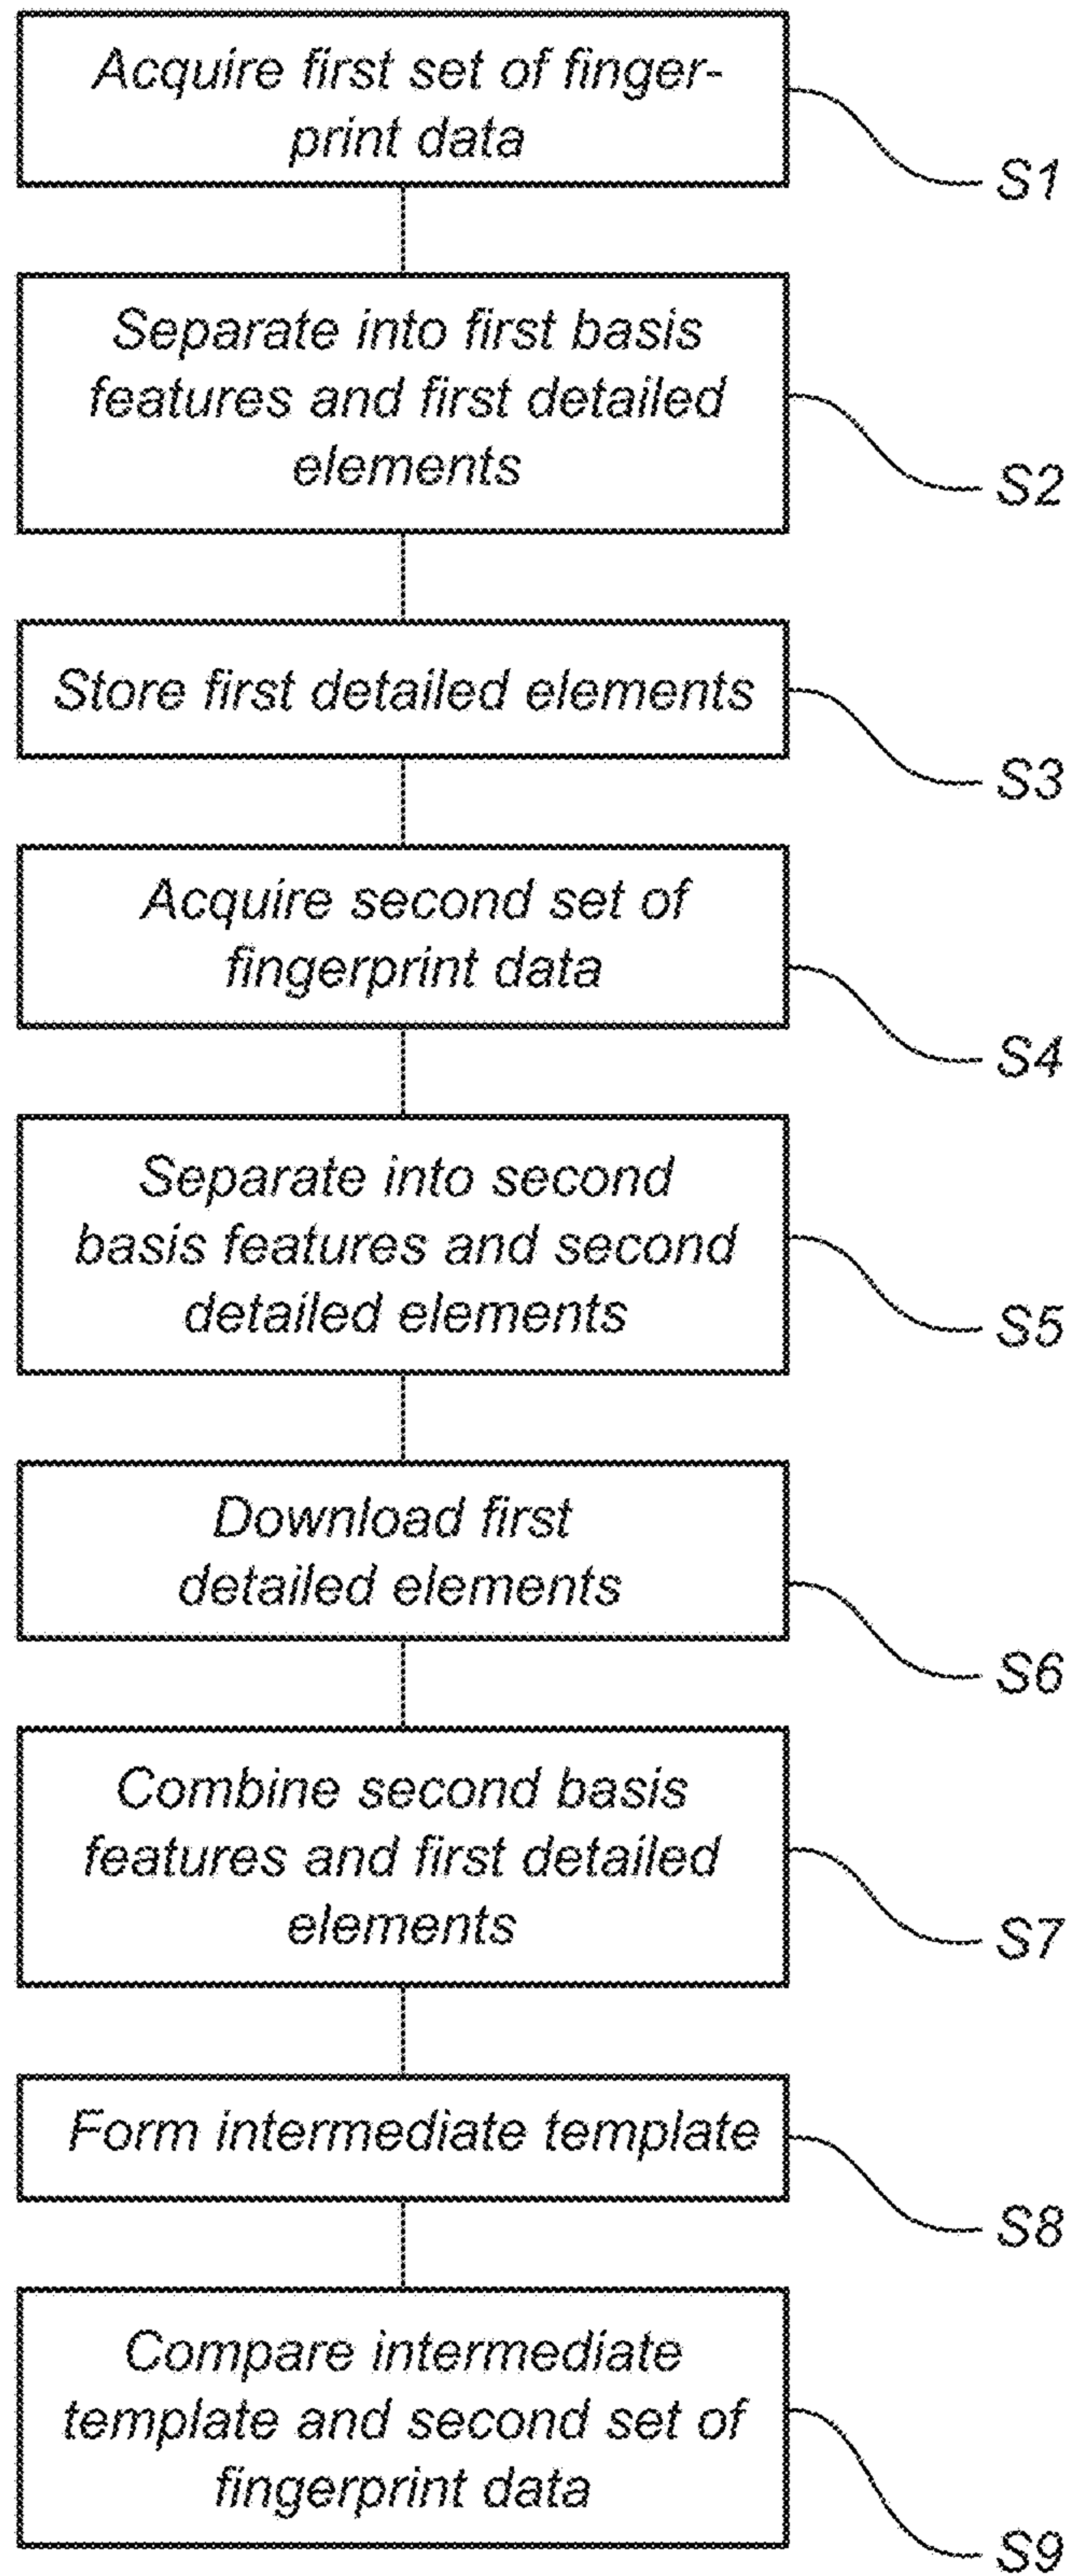 Acquire first set of finger-
print data
S1
Separate into first basis
features and first detailed
elements
S2
Store first detailed elements
S3
Acquire second set of
fingerprint data
S4
Separate into second
basis features and second
detailed elements
S5
Download first
detailed elements
S6
Combine second basis
features and first detailed
elements
S7
Form intermediate template
S8
Compare intermediate
template and second set of
fingerprint data
S9